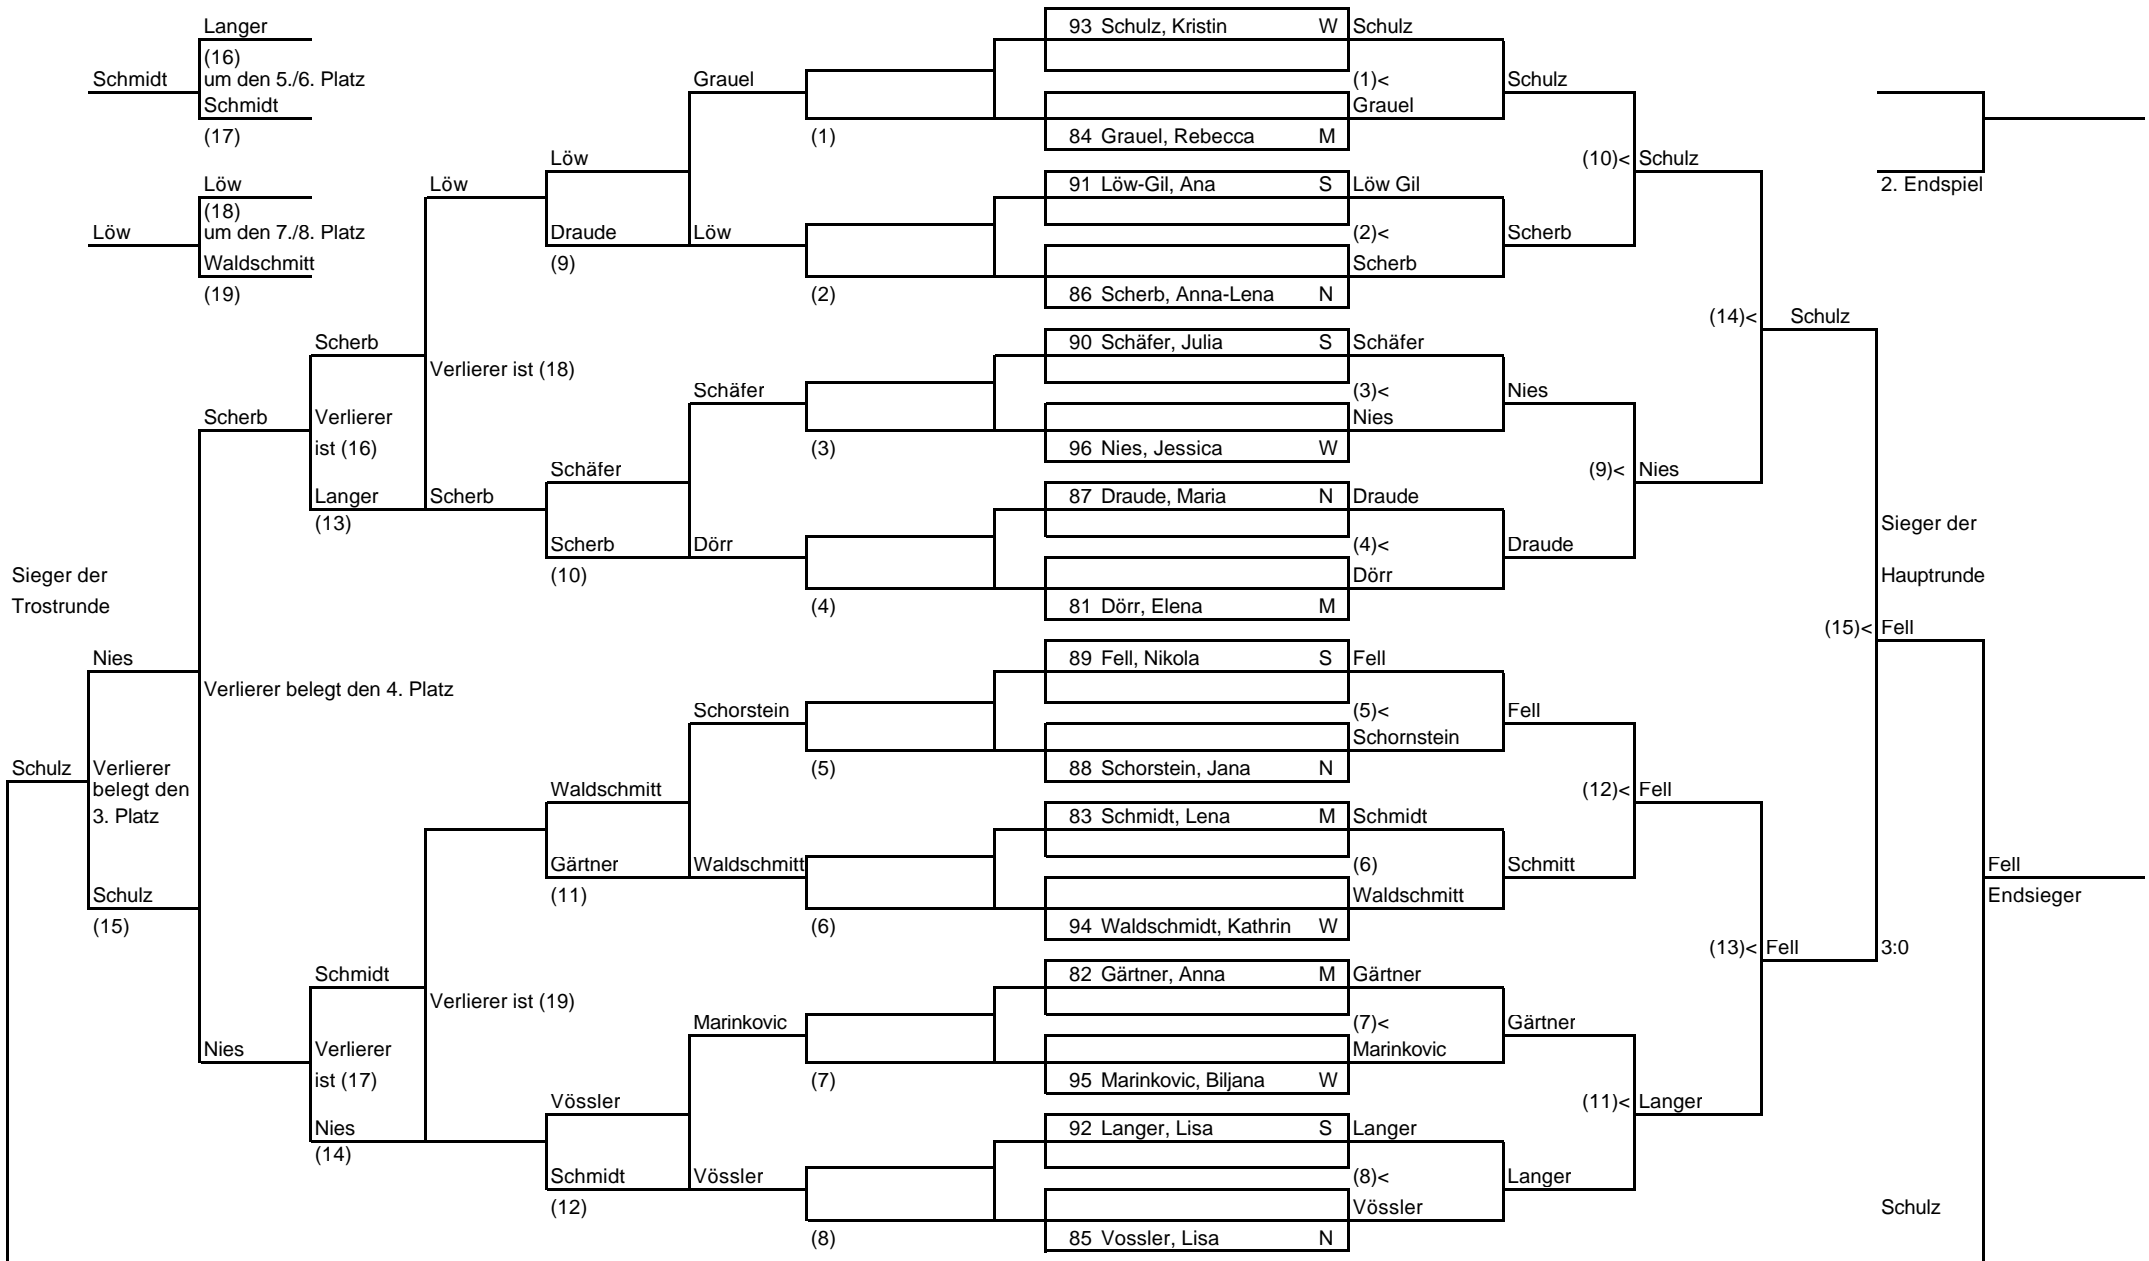 Langer
(16)
um den 5./6. Platz
Schmidt
Schmidt
(17)
Löw
(18)
um den 7./8. Platz
Löw
Waldschmitt
(19)
Sieger der
Trostrunde
Schulz
Nies
Verlierer
belegt den
3. Platz
Schulz
(15)
Scherb
Verlierer belegt den 4. Platz
Nies
Scherb
Verlierer
ist (16)
Langer
(13)
Schmidt
Verlierer
ist (17)
Nies
(14)
Löw
Verlierer ist (18)
Scherb
Verlierer ist (19)
Löw
Draude
(9)
Schäfer
Scherb
(10)
Waldschmitt
Gärtner
(11)
Vössler
Schmidt
(12)
Grauel
Löw
Schäfer
Dörr
Schorstein
Waldschmitt
Marinkovic
Vössler
(1)
(2)
(3)
(4)
(5)
(6)
(7)
(8)
93 Schulz, Kristin W
84 Grauel, Rebecca M
91 Löw-Gil, Ana S
86 Scherb, Anna-Lena N
90 Schäfer, Julia S
96 Nies, Jessica W
87 Draude, Maria N
81 Dörr, Elena M
89 Fell, Nikola S
88 Schorstein, Jana N
83 Schmidt, Lena M
94 Waldschmidt, Kathrin W
82 Gärtner, Anna M
95 Marinkovic, Biljana W
92 Langer, Lisa S
85 Vossler, Lisa N
Schulz
(1)<
Grauel
Löw Gil
(2)<
Scherb
Schäfer
(3)<
Nies
Draude
(4)<
Dörr
Fell
(5)<
Schornstein
Schmidt
(6)
Waldschmitt
Gärtner
(7)<
Marinkovic
Langer
(8)<
Vössler
Schulz
(10)<
Scherb
Nies
(9)<
Draude
Fell
(12)<
Schmitt
Gärtner
(11)<
Langer
Schulz
(14)<
Nies
Fell
(13)<
Langer
Schulz
(15)<
Fell
2. Endspiel
Sieger der
Hauptrunde
Fell
3:0
Schulz
Fell
Endsieger